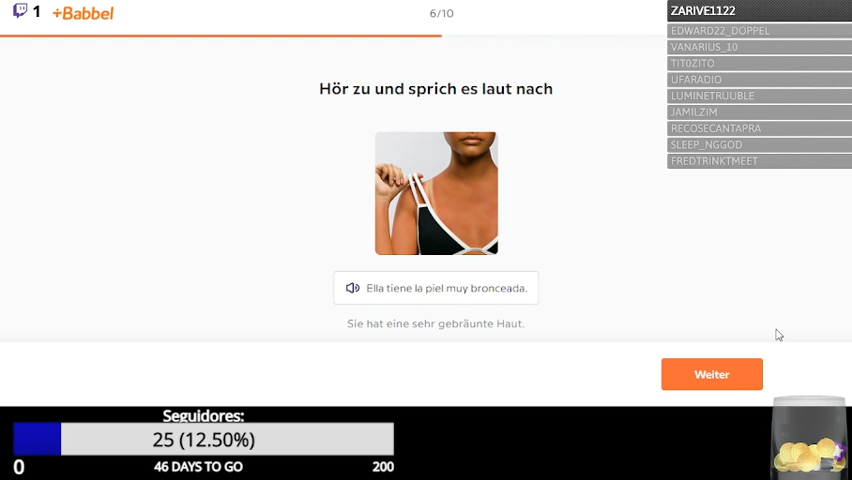 1
+Babbel
6/10
ZARIVE1122
EDWARD22_DOPPEL
VANARIUS_10
TIT0ZITO
UFARADIO
LUMINETRUUBLE
JAMILZIM
RECOSECANTAPRA
SLEEP_NGGOD
FREDTRINKTMEET
Hör zu und sprich es laut nach
Ella tiene la piel muy bronceada.
Sie hat eine sehr gebräunte Haut.
Weiter
Seguidores:
25 (12.50%)
0
46 DAYS TO GO
200